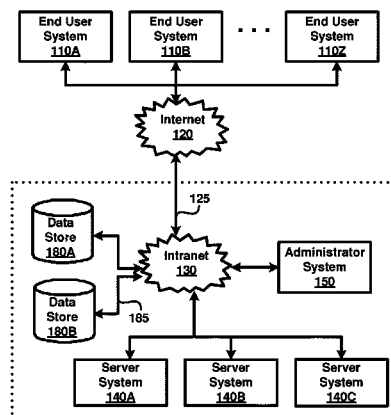 End User
System
110A
End User
System
110B
. . .
End User
System
110Z
Internet
120
125
Data
Store
180A
Intranet
130
Administrator
System
150
Data
Store
180B
185
Server
System
140A
Server
System
140B
Server
System
140C